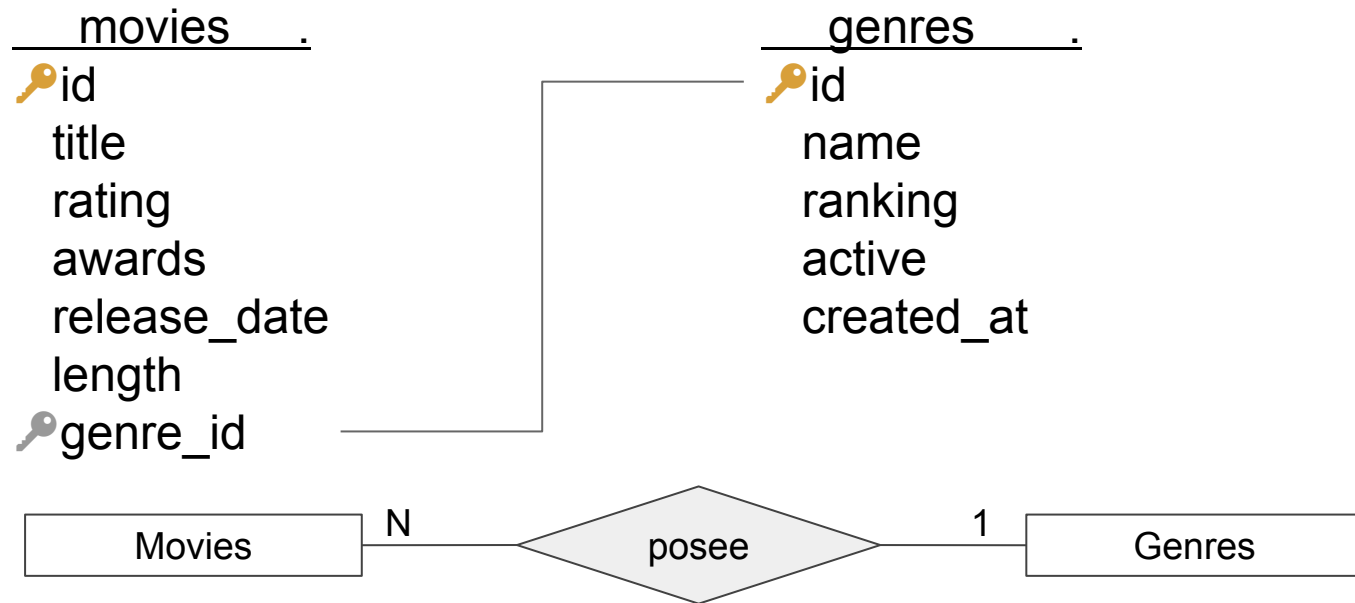 movies .
id
title
rating
awards
release_date
length
genre_id
genres .
id
name
ranking
active
created_at
Movies N posee 1 Genres